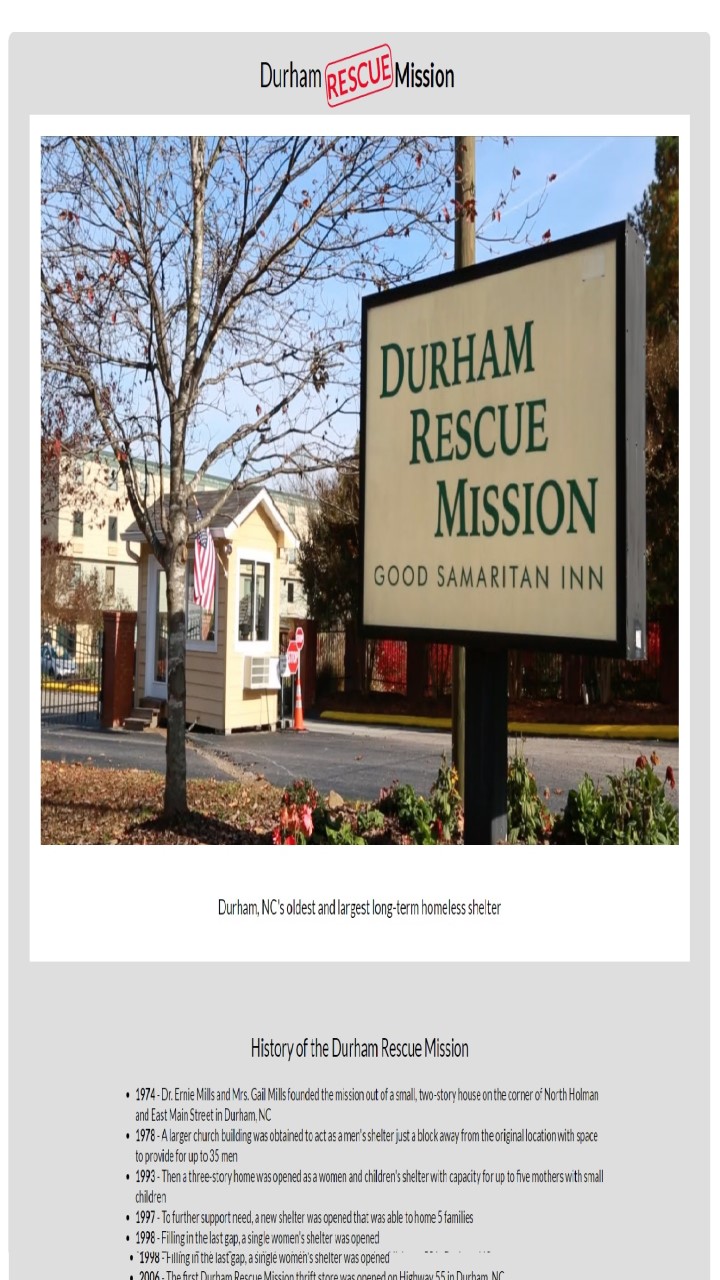 Durham RESCUE Mission
DURHAM
RESCUE
MISSION
GOOD SAMARITAN INN
Durham, NC's oldest and largest long-term homeless shelter
History of the Durham Rescue Mission
• 1974 - Dr. Ernie Mills and Mrs. Gail Mills founded the mission out of a small, two-story house on the corner of North Holman
and East Main Street in Durham, NC
• 1978 - A larger church building was obtained to act as a men's shelter just a block away from the original location with space
to provide for up to 35 men
• 1993 - Then a three-story home was opened as a women and children's shelter with capacity for up to five mothers with small
children
• 1997 - To further support need, a new shelter was opened that was able to home 5 families
• 1998 - Filling in the last gap, a single women's shelter was opened
• 1998 - Filling in the last gap, a single women's shelter was opened
• 2006 - The first Durham Rescue Mission thrift store was opened on Highway 55 in Durham, NC